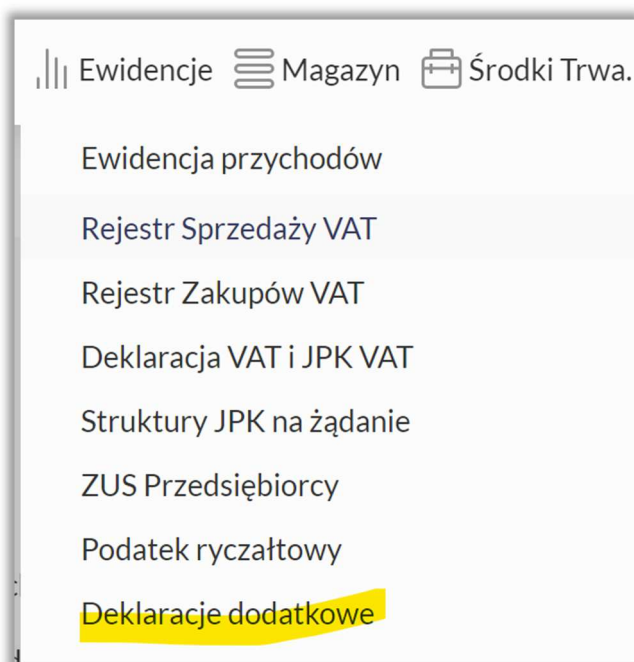 Ewidencje Magazyn Środki Trwa.
Ewidencja przychodów
Rejestr Sprzedaży VAT
Rejestr Zakupów VAT
Deklaracja VAT i JPK VAT
Struktury JPK na żądanie
ZUS Przedsiębiorcy
Podatek ryczałtowy
Deklaracje dodatkowe